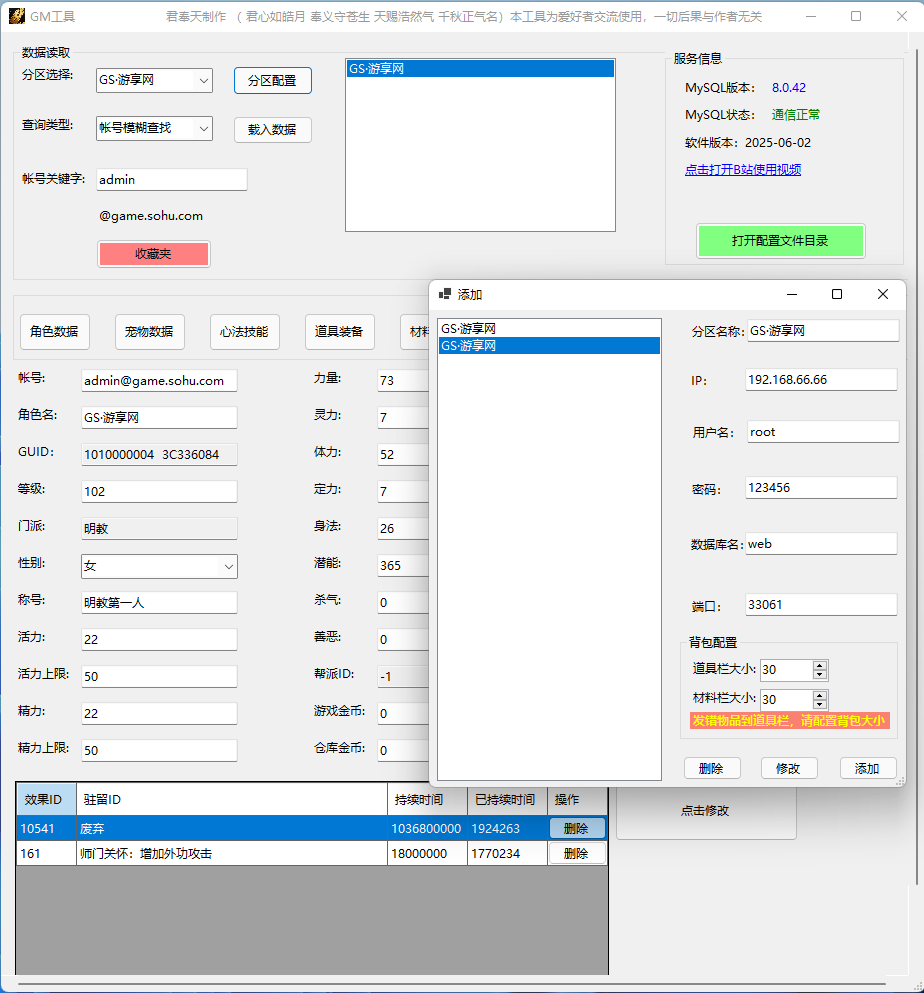 GM工具 君奉天制作 （ 君心如皓月 奉义守苍生 天赐浩然气 千秋正气名）本工具为爱好者交流使用，一切后果与作者无关
数据读取
分区选择: GS·游享网 分区配置
查询类型: 帐号模糊查找 载入数据
帐号关键字: admin
@game.sohu.com
收藏夹
GS·游享网
服务信息
MySQL版本: 8.0.42
MySQL状态: 通信正常
软件版本: 2025-06-02
点击打开B站使用视频
打开配置文件目录
角色数据 宠物数据 心法技能 道具装备
帐号: admin@game.sohu.com 力量: 73
角色名: GS·游享网 灵力: 7
GUID: 1010000004 3C336084 体力: 52
等级: 102 定力: 7
门派: 明教 身法: 26
性别: 女 潜能: 365
称号: 明教第一人 杀气: 0
活力: 22 善恶: 0
活力上限: 50 帮派ID: -1
精力: 22 游戏金币: 0
精力上限: 50 仓库金币: 0
效果ID 驻留ID 持续时间 已持续时间 操作
10541 废弃 1036800000 1924263 删除
161 师门关怀：增加外功攻击 18000000 1770234 删除
点击修改
添加
GS·游享网
GS·游享网
分区名称: GS·游享网
IP: 192.168.66.66
用户名: root
密码: 123456
数据库名: web
端口: 33061
背包配置
道具栏大小: 30
材料栏大小: 30
发错物品到道具栏，请配置背包大小
删除 修改 添加